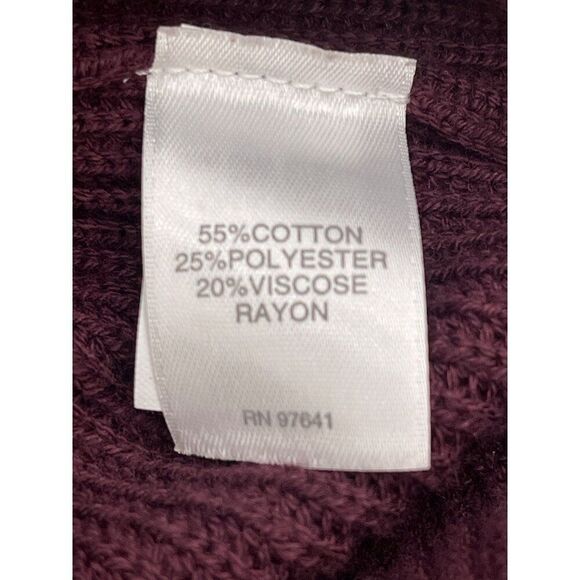 55%COTTON
25%POLYESTER
20%VISCOSE
RAYON
RN 97641